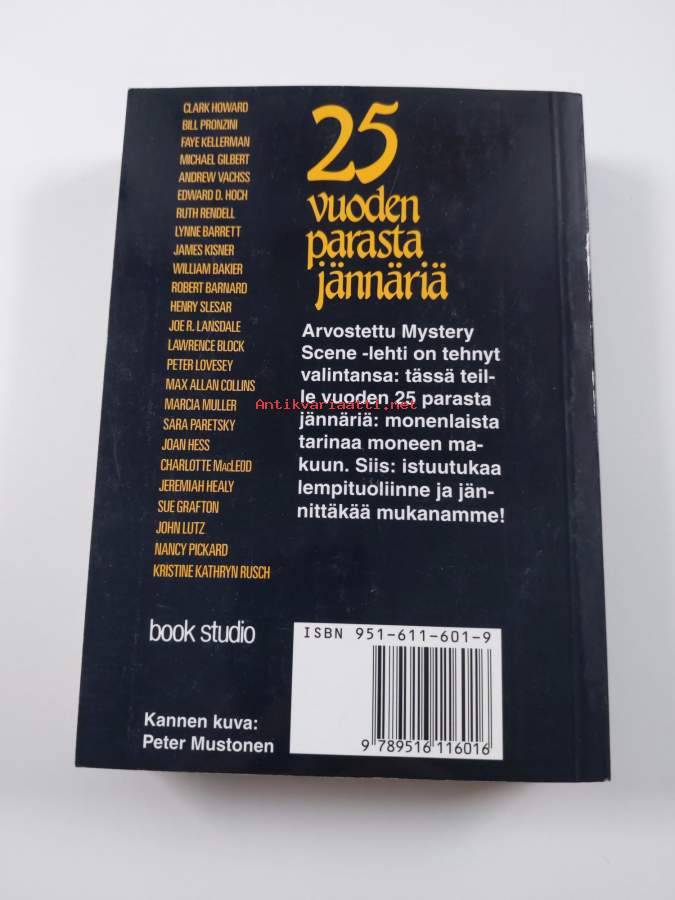 CLARK HOWARD
BILL PRONZINI
FAYE KELLERMAN
MICHAEL GILBERT
ANDREW VACHSS
EDWARD D. HOCH
RUTH RENDELL
LYNNE BARRETT
JAMES KISNER
WILLIAM BAKIER
ROBERT BARNARD
HENRY SLESAR
JOE R. LANSDALE
LAWRENCE BLOCK
PETER LOVESEY
MAX ALLAN COLLINS
MARCIA MULLER
SARA PARETSKY
JOAN HESS
CHARLOTTE MacLEOD
JEREMIAH HEALY
SUE GRAFTON
JOHN LUTZ
NANCY PICKARD
KRISTINE KATHRYN RUSCH
25
vuoden
parasta
jännäriä
Arvostettu Mystery
Scene -lehti on tehnyt
valintansa: tässä teil-
le vuoden 25 parasta
jännäriä: monenlaista
tarinaa moneen ma-
kuun. Siis: istuutukaa
lempituoliinne ja jän-
nittäkää mukanamme!
Antikvariaatti.net
book studio
Kannen kuva:
Peter Mustonen
ISBN 951-611-601-9
9 789516 116016